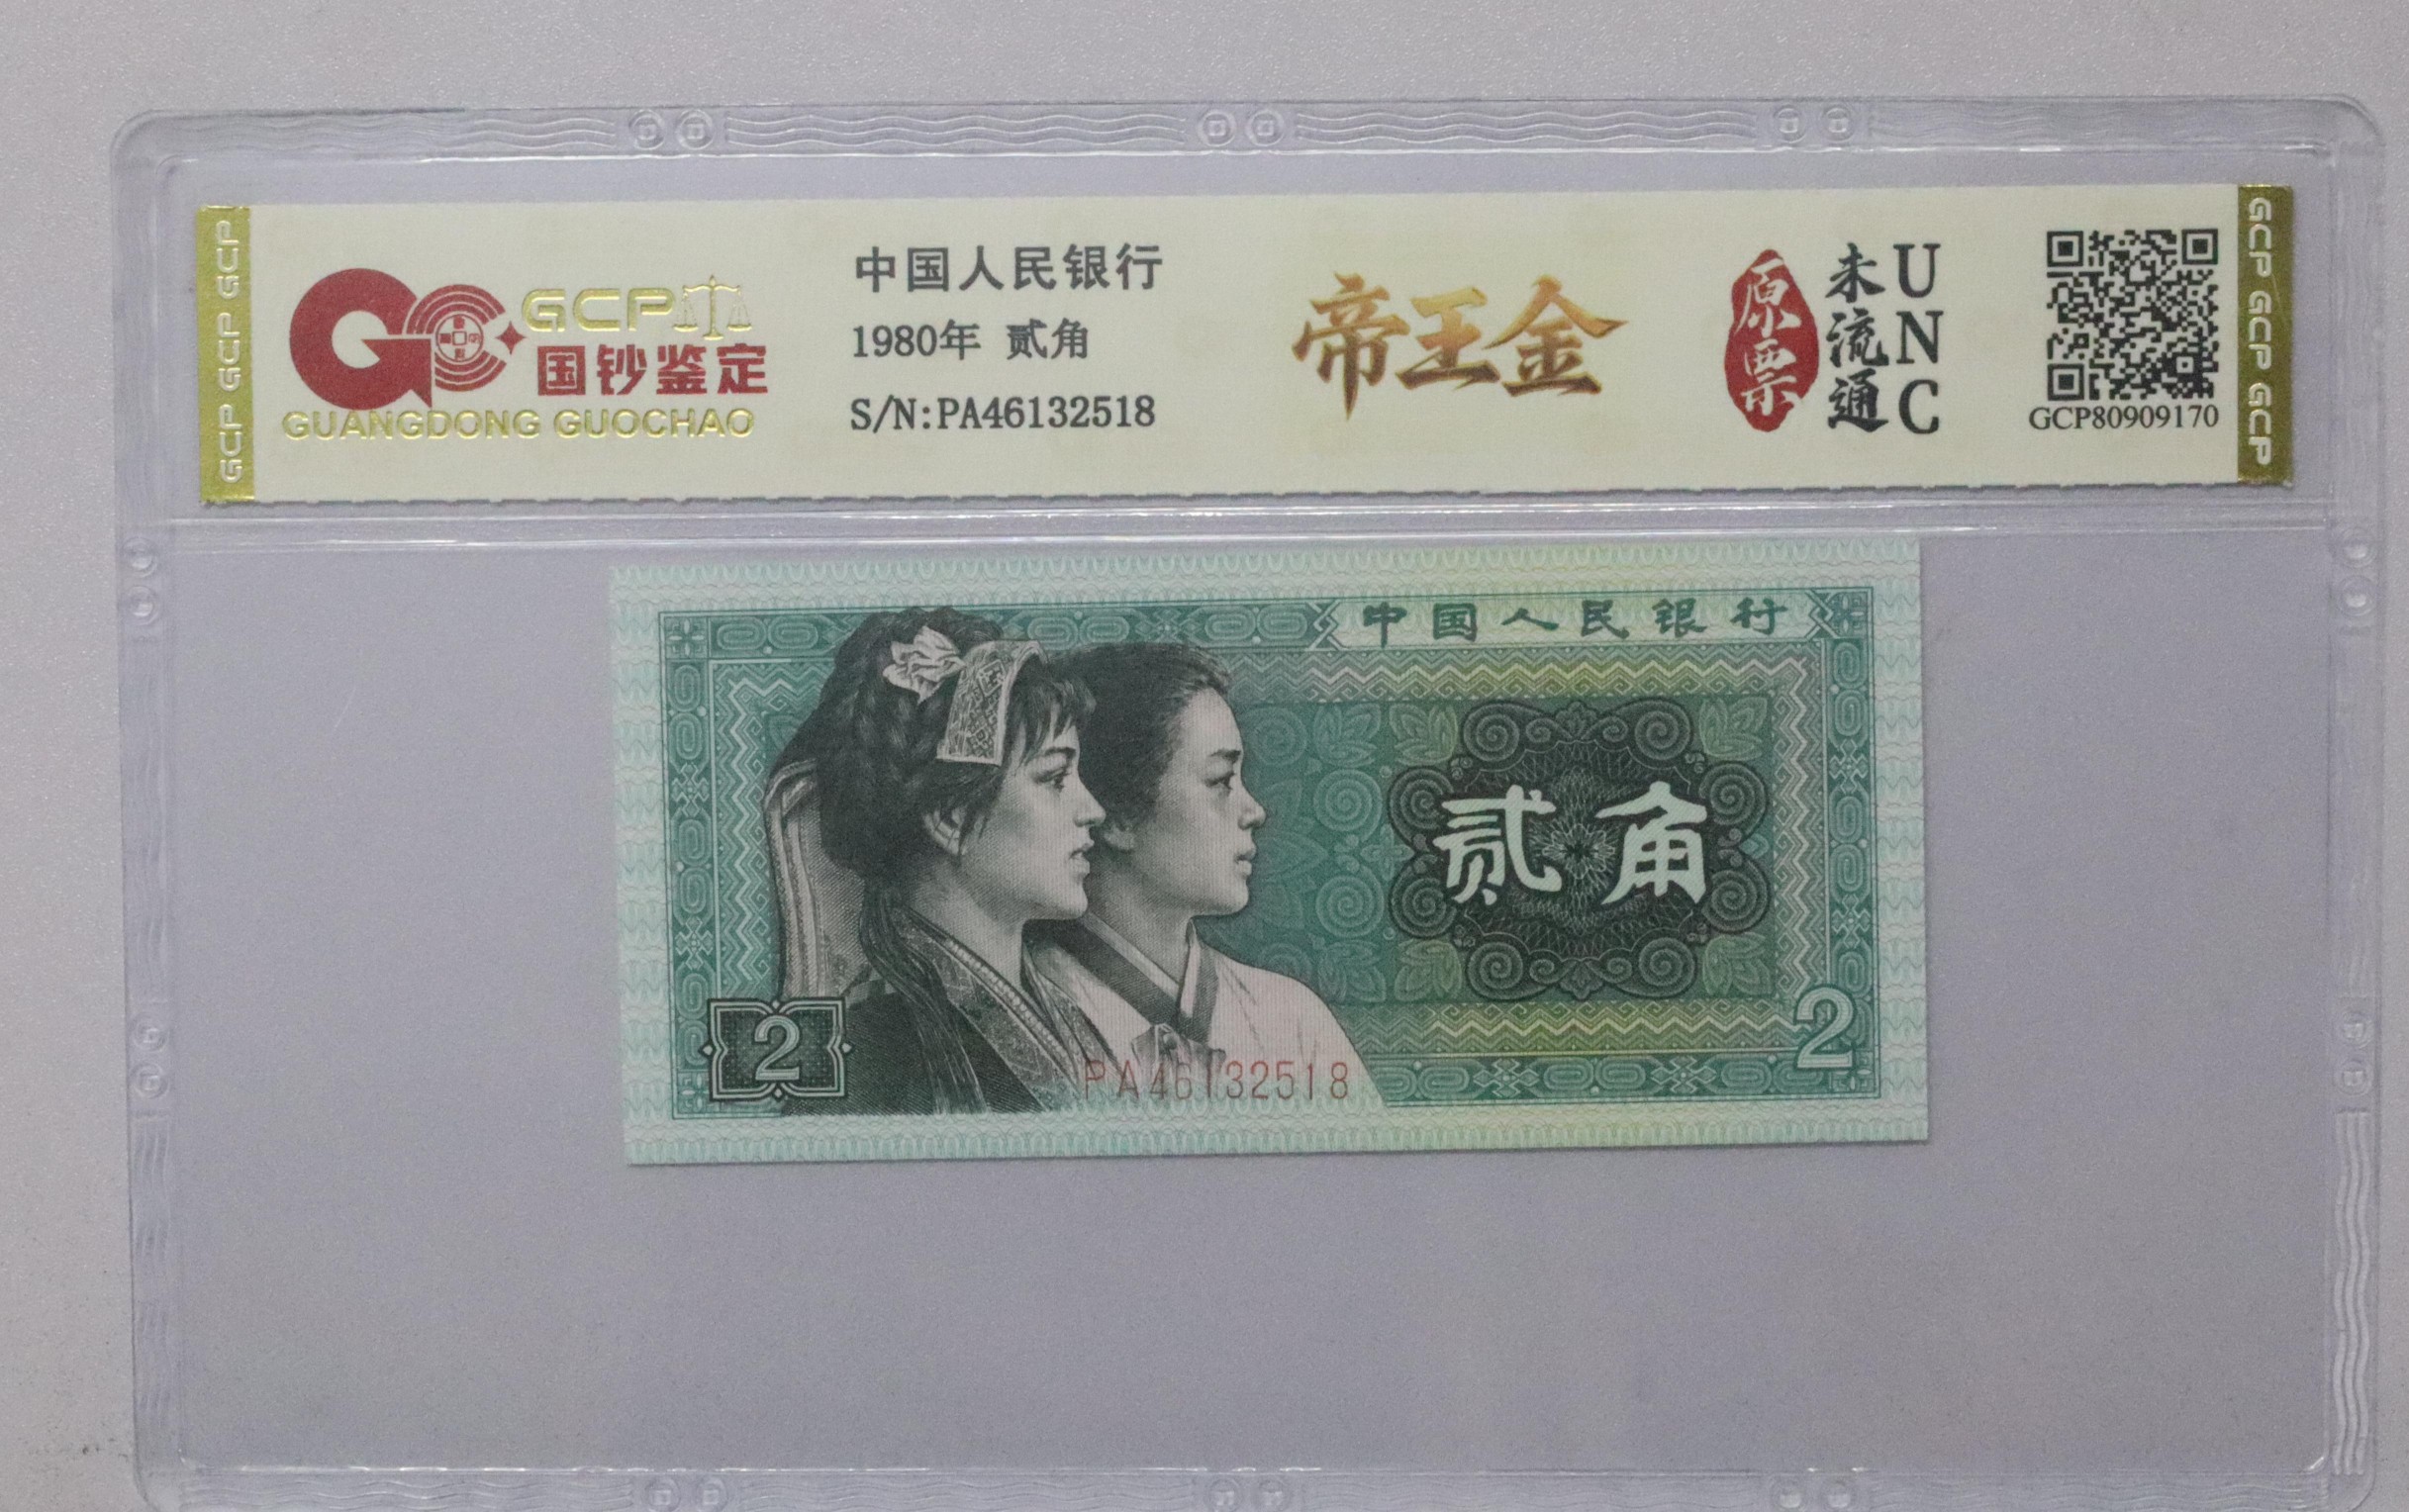 GCP GCP GCP
GCP
国钞鉴定
GUANGDONG GUOCHAO
中国人民银行
1980年 贰角
S/N:PA46132518
帝王金
原票
未流通
UNC
GCP80909170
GCP GCP GCP
中国人民银行
贰角
2
2
PA46132518